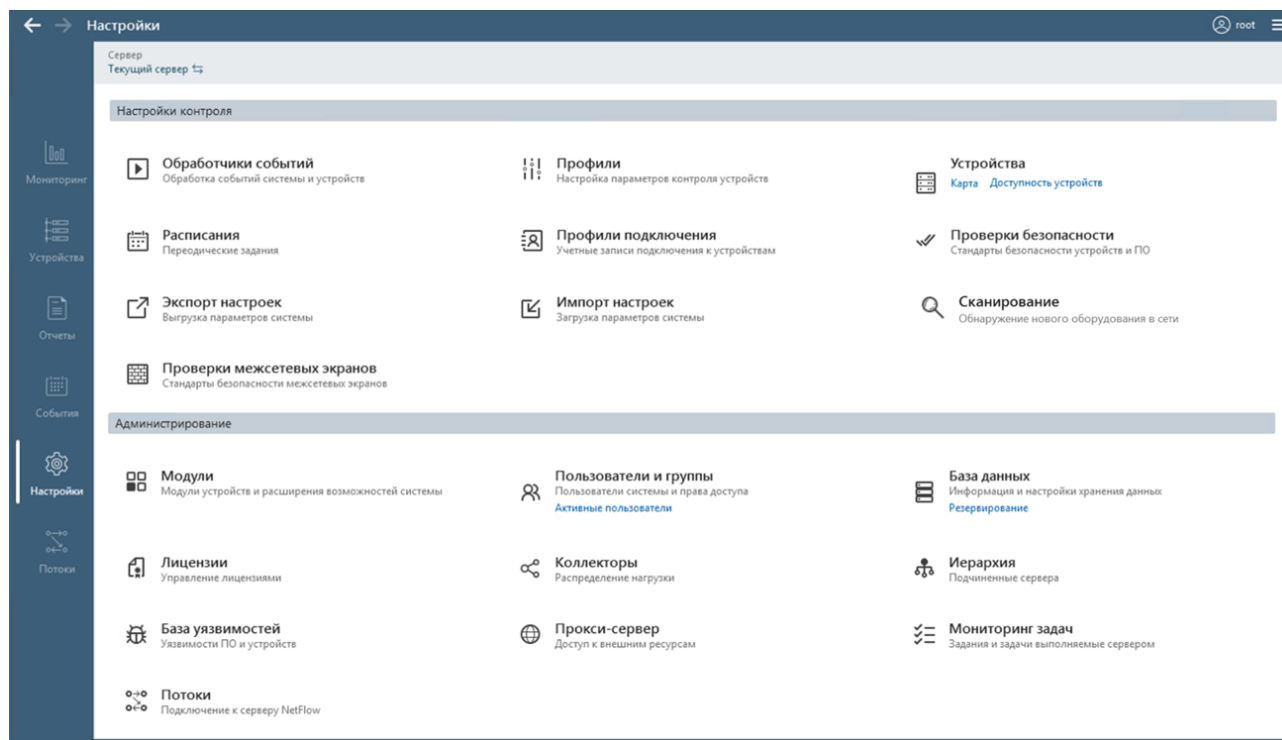 Настройки
root
Сервер
Текущий сервер
Настройки контроля
Мониторинг
Устройства
Отчеты
События
Настройки
Потоки
Обработчики событий
Обработка событий системы и устройств
Профили
Настройка параметров контроля устройств
Устройства
Карта Доступность устройств
Расписания
Переодические задания
Профили подключения
Учетные записи подключения к устройствам
Проверки безопасности
Стандарты безопасности устройств и ПО
Экспорт настроек
Выгрузка параметров системы
Импорт настроек
Загрузка параметров системы
Сканирование
Обнаружение нового оборудования в сети
Проверки межсетевых экранов
Стандарты безопасности межсетевых экранов
Администрирование
Модули
Модули устройств и расширения возможностей системы
Пользователи и группы
Пользователи системы и права доступа
Активные пользователи
База данных
Информация и настройки хранения данных
Резервирование
Лицензии
Управление лицензиями
Коллекторы
Распределение нагрузки
Иерархия
Подчиненные сервера
База уязвимостей
Уязвимости ПО и устройств
Прокси-сервер
Доступ к внешним ресурсам
Мониторинг задач
Задания и задачи выполняемые сервером
Потоки
Подключение к серверу NetFlow